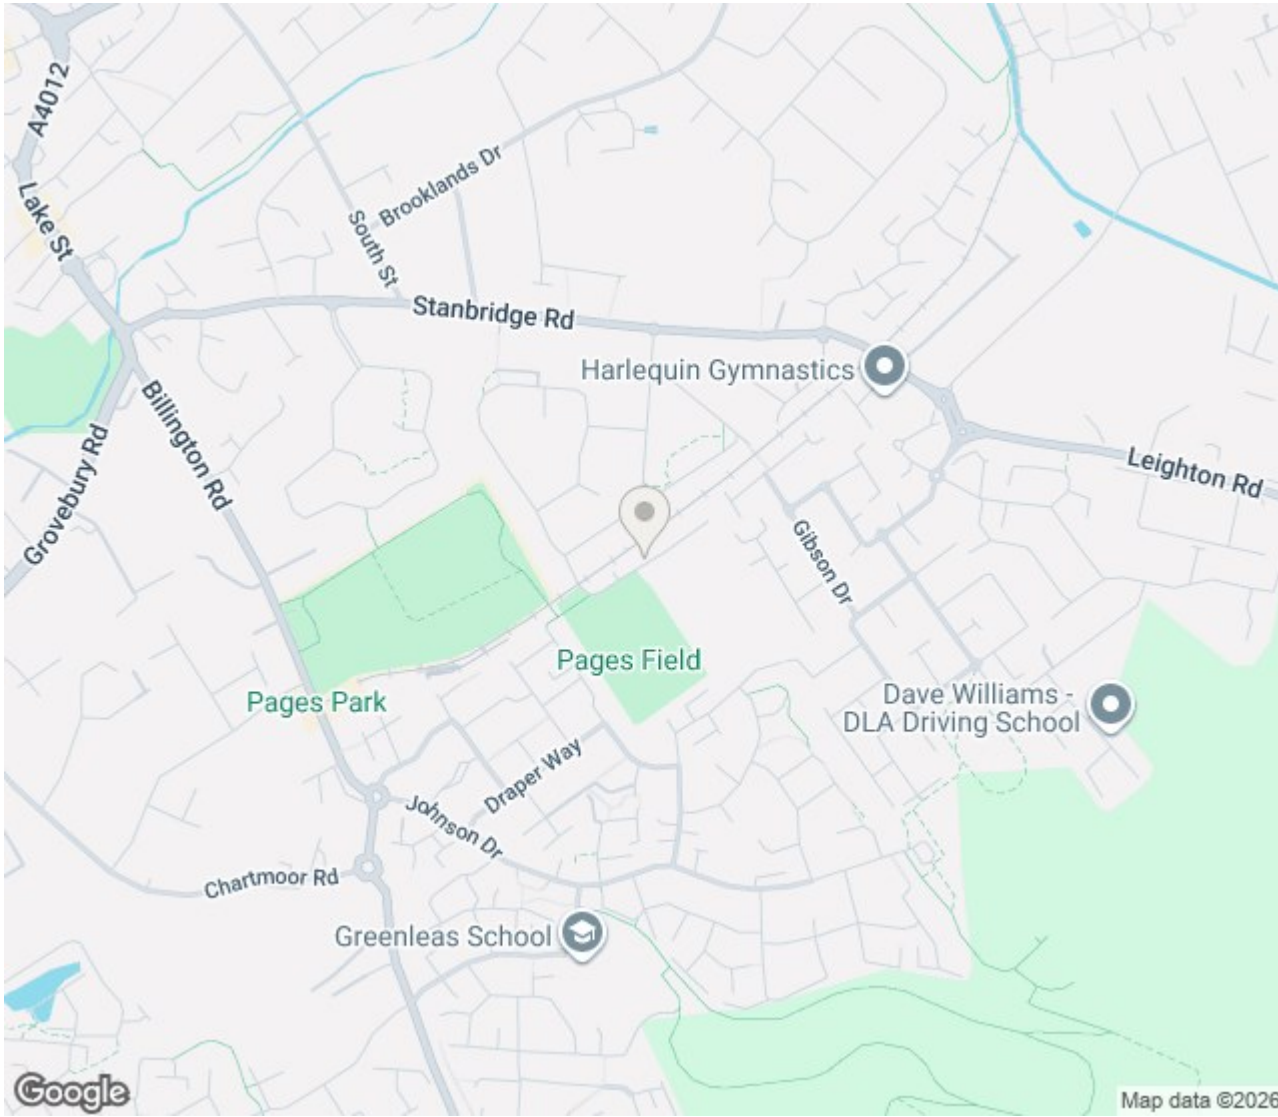 A4012
Lake St
Brooklands Dr
South St
Stanbridge Rd
Harlequin Gymnastics
Billington Rd
Leighton Rd
Grovebury Rd
Gibson Dr
Pages Field
Pages Park
Dave Williams -
DLA Driving School
Draper Way
Johnson Dr
Chartmoor Rd
Greenleas School
Google
Map data ©2026